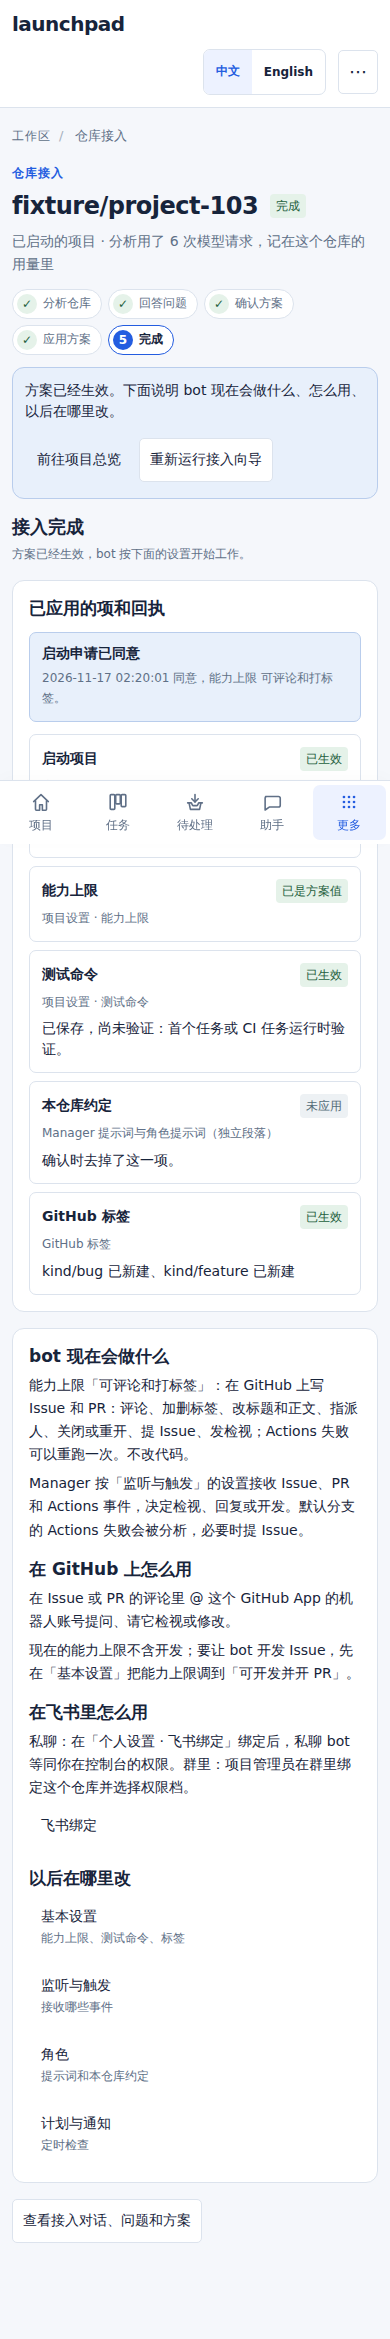 launchpad
中文 English ⋯
工作区 / 仓库接入
仓库接入
fixture/project-103 完成
已启动的项目 · 分析用了 6 次模型请求，记在这个仓库的
用量里
✓ 分析仓库 ✓ 回答问题 ✓ 确认方案
✓ 应用方案 5 完成
方案已经生效。下面说明 bot 现在会做什么、怎么用、
以后在哪里改。
前往项目总览 重新运行接入向导
接入完成
方案已经生效，bot 按下面的设置开始工作。
已应用的项和回执
启动申请已同意
2026-11-17 02:20:01 同意，能力上限 可评论和打标
签。
启动项目 已生效
项目 任务 待处理 助手 更多
能力上限 已是方案值
项目设置 · 能力上限
测试命令 已生效
项目设置 · 测试命令
已保存，尚未验证：首个任务或 CI 任务运行时验
证。
本仓库约定 未应用
Manager 提示词与角色提示词（独立段落）
确认时去掉了这一项。
GitHub 标签 已生效
GitHub 标签
kind/bug 已新建、kind/feature 已新建
bot 现在会做什么
能力上限「可评论和打标签」：在 GitHub 上写
Issue 和 PR：评论、加删标签、改标题和正文、指派
人、关闭或重开、提 Issue、发检视；Actions 失败
可以重跑一次。不改代码。
Manager 按「监听与触发」的设置接收 Issue、PR
和 Actions 事件，决定检视、回复或开发。默认分支
的 Actions 失败会被分析，必要时提 Issue。
在 GitHub 上怎么用
在 Issue 或 PR 的评论里 @ 这个 GitHub App 的机
器人账号提问、请它检视或修改。
现在的能力上限不含开发；要让 bot 开发 Issue，先
在「基本设置」把能力上限调到「可开发并开 PR」。
在飞书里怎么用
私聊：在「个人设置 · 飞书绑定」绑定后，私聊 bot
等同你在控制台的权限。群里：项目管理员在群里绑
定这个仓库并选择权限档。
飞书绑定
以后在哪里改
基本设置
能力上限、测试命令、标签
监听与触发
接收哪些事件
角色
提示词和本仓库约定
计划与通知
定时检查
查看接入对话、问题和方案